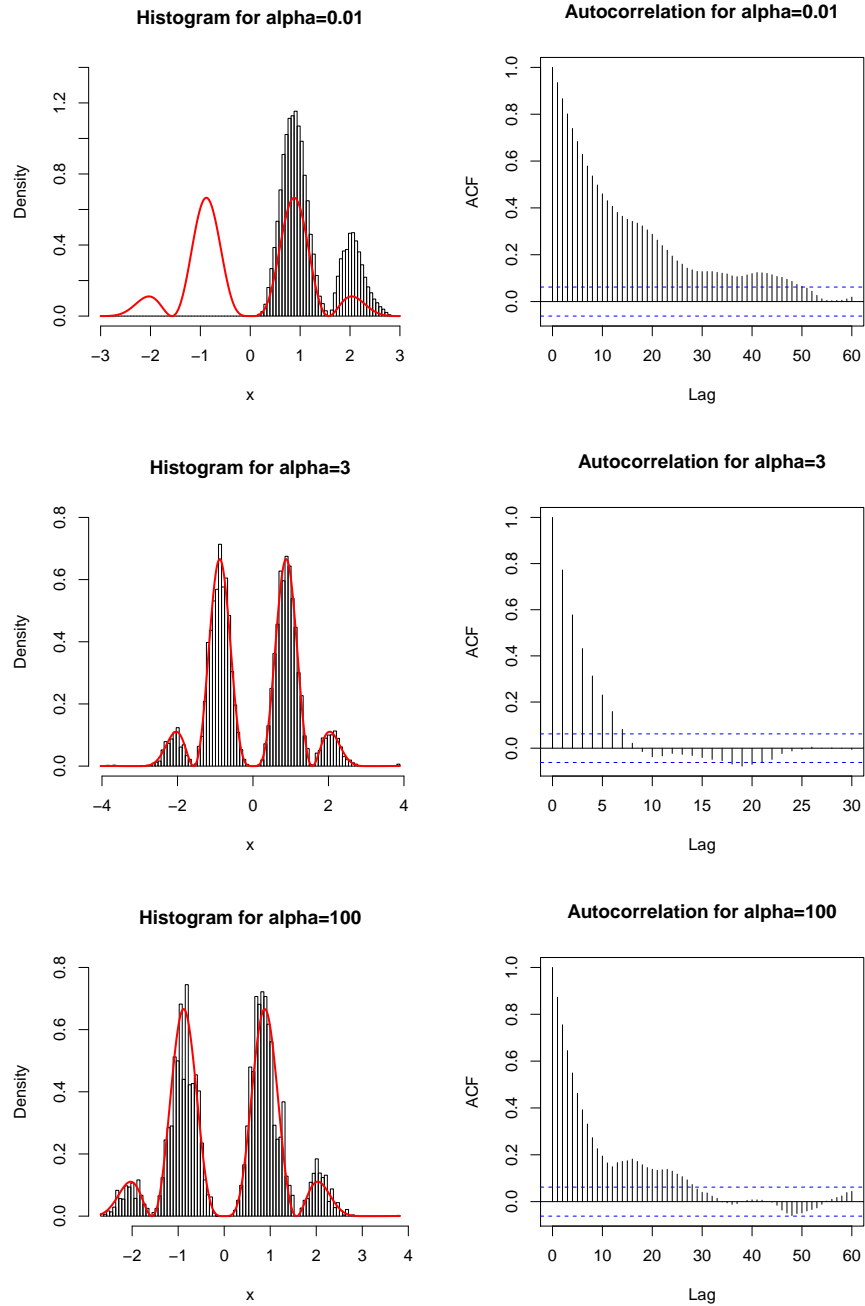 Histogram for alpha=0.01
Density
0.0 0.4 0.8 1.2
−3 −2 −1 0 1 2 3
x
Autocorrelation for alpha=0.01
ACF
0.0 0.2 0.4 0.6 0.8 1.0
0 10 20 30 40 50 60
Lag
Histogram for alpha=3
Density
0.0 0.2 0.4 0.6 0.8
−4 −2 0 2 4
x
Autocorrelation for alpha=3
ACF
0.0 0.2 0.4 0.6 0.8 1.0
0 5 10 15 20 25 30
Lag
Histogram for alpha=100
Density
0.0 0.2 0.4 0.6 0.8
−2 −1 0 1 2 3 4
x
Autocorrelation for alpha=100
ACF
0.0 0.2 0.4 0.6 0.8 1.0
0 10 20 30 40 50 60
Lag